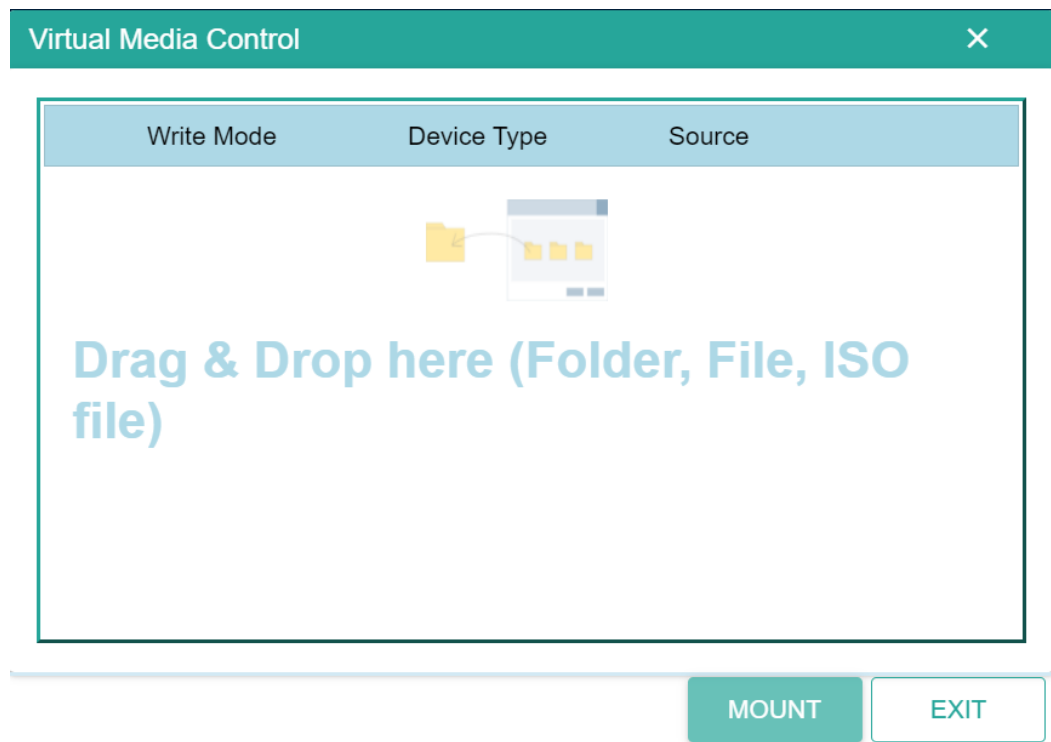 Virtual Media Control
Write Mode Device Type Source
Drag & Drop here (Folder, File, ISO
file)
MOUNT EXIT